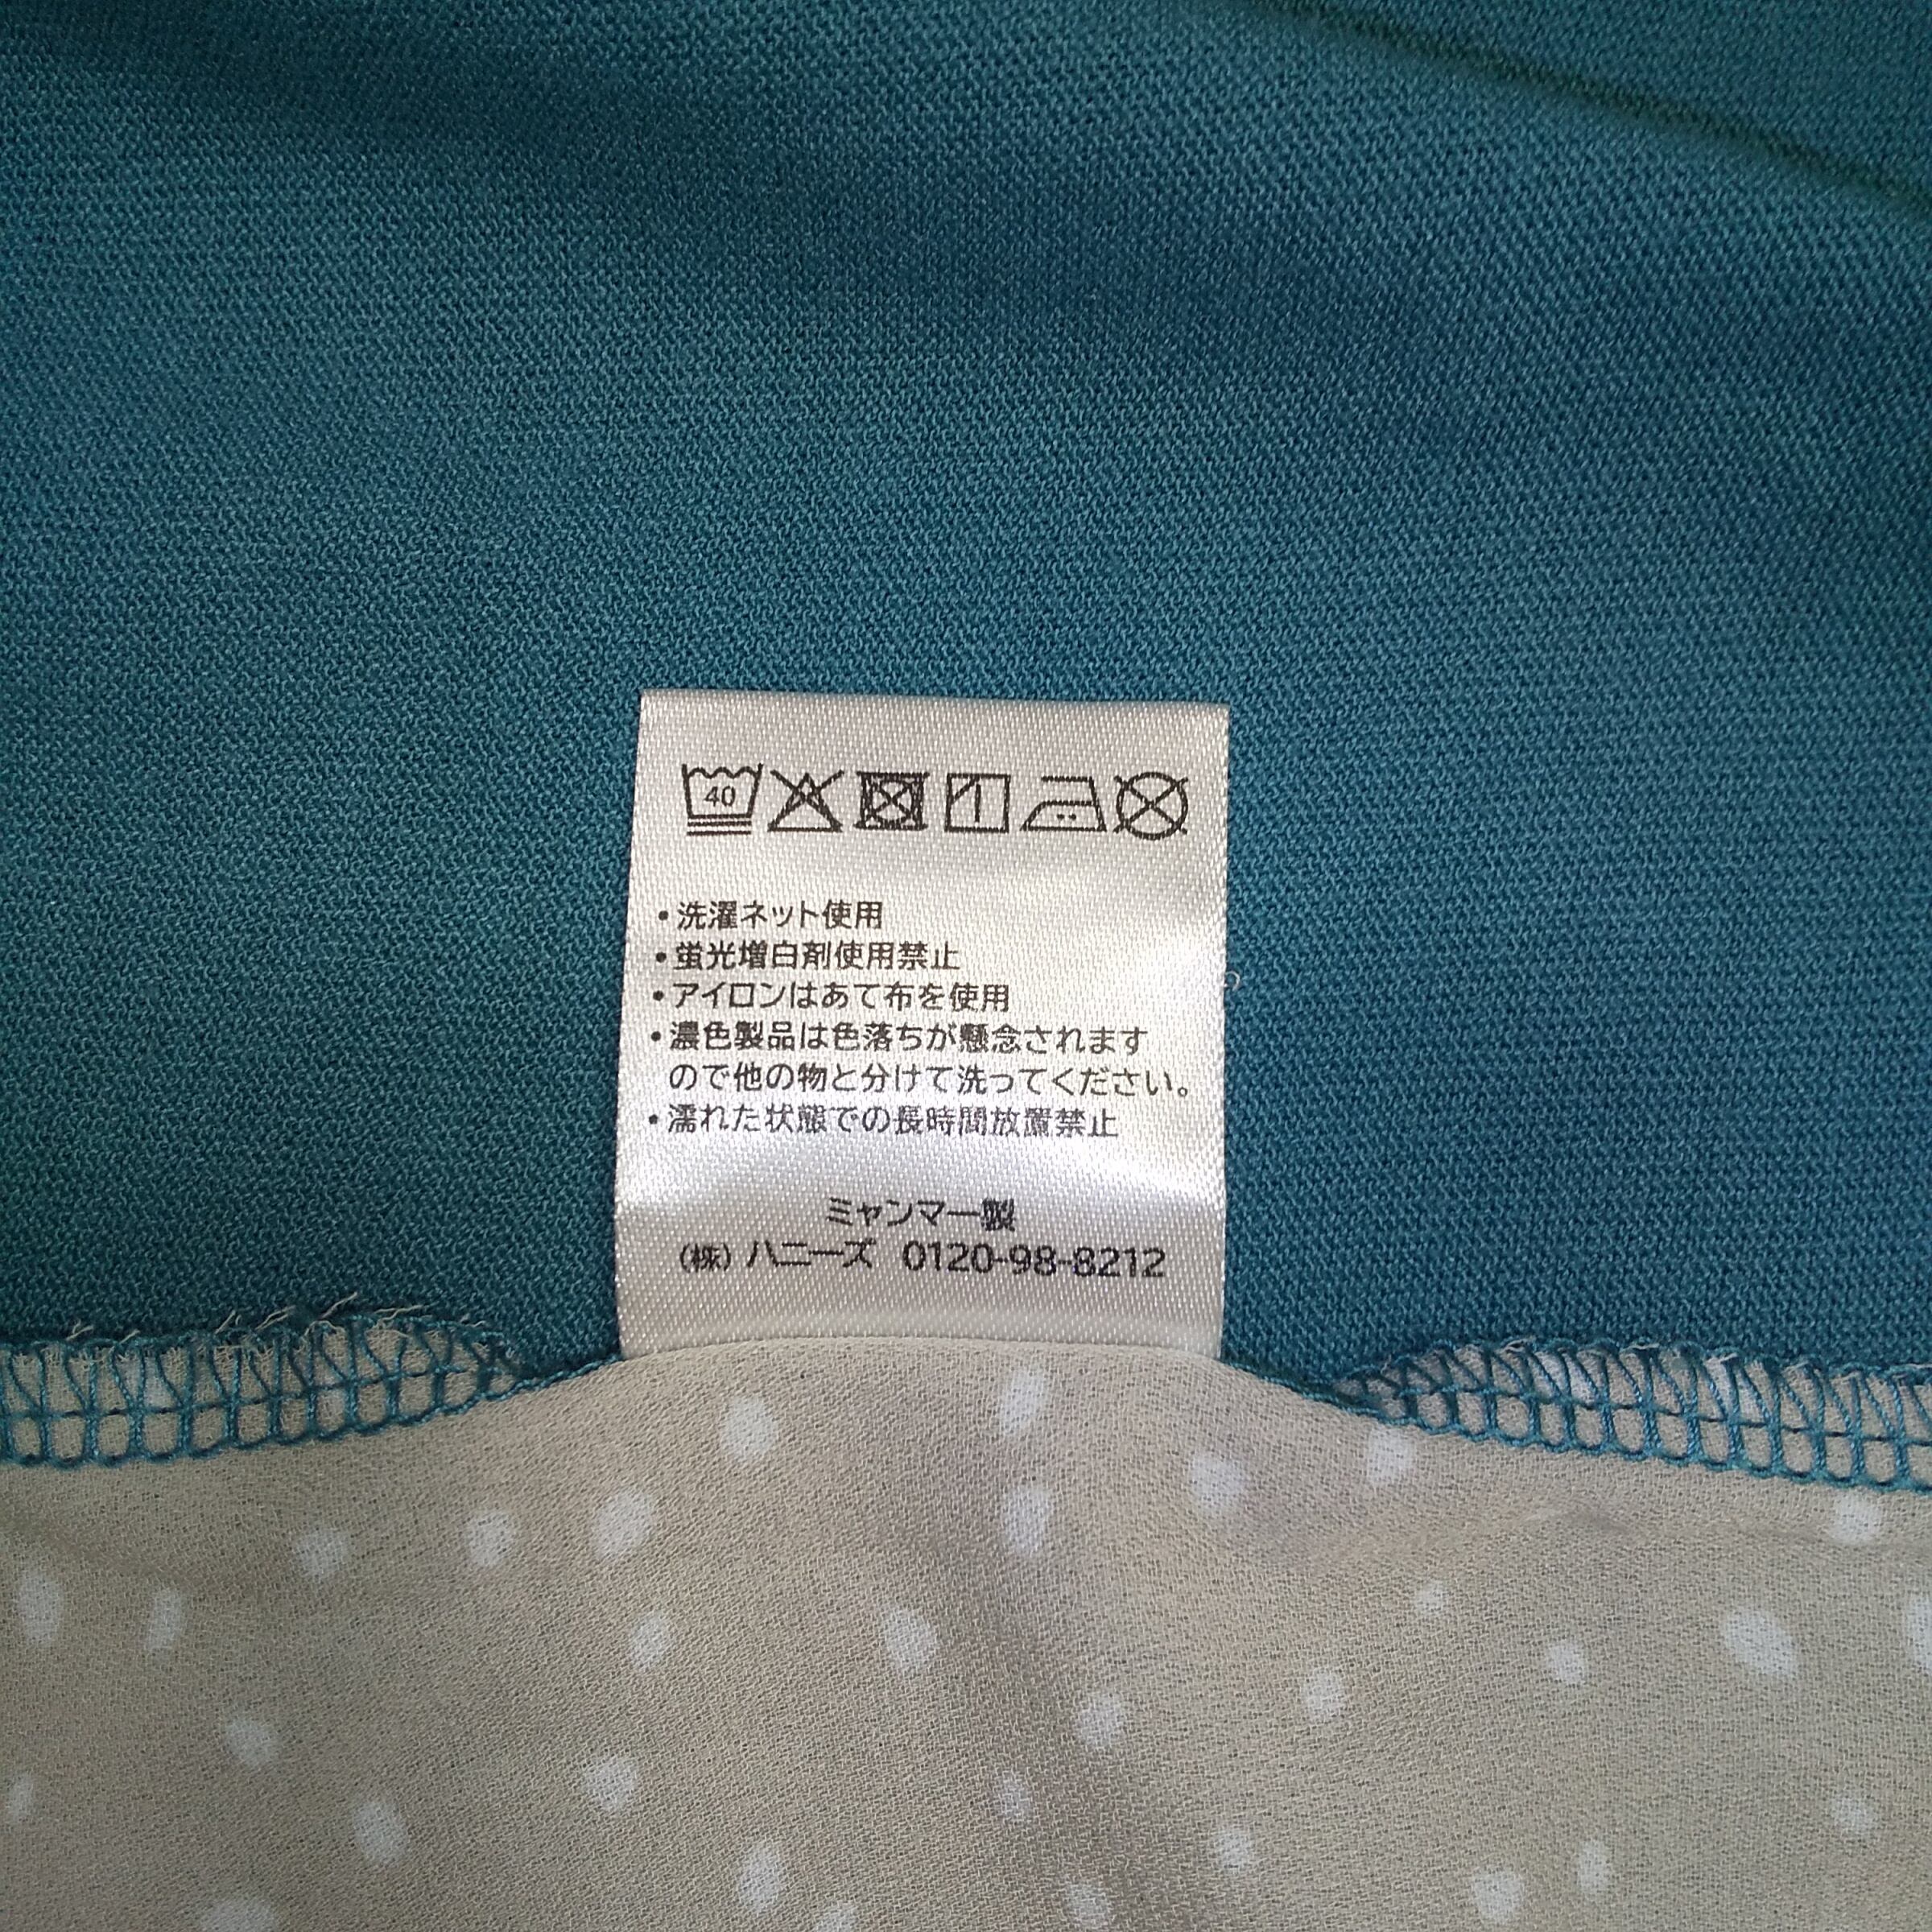 40
・洗濯ネット使用
・蛍光増白剤使用禁止
・アイロンはあて布を使用
・濃色製品は色落ちが懸念されます
ので他の物と分けて洗ってください。
・濡れた状態での長時間放置禁止
ミャンマー製
(株) ハニーズ 0120-98-8212